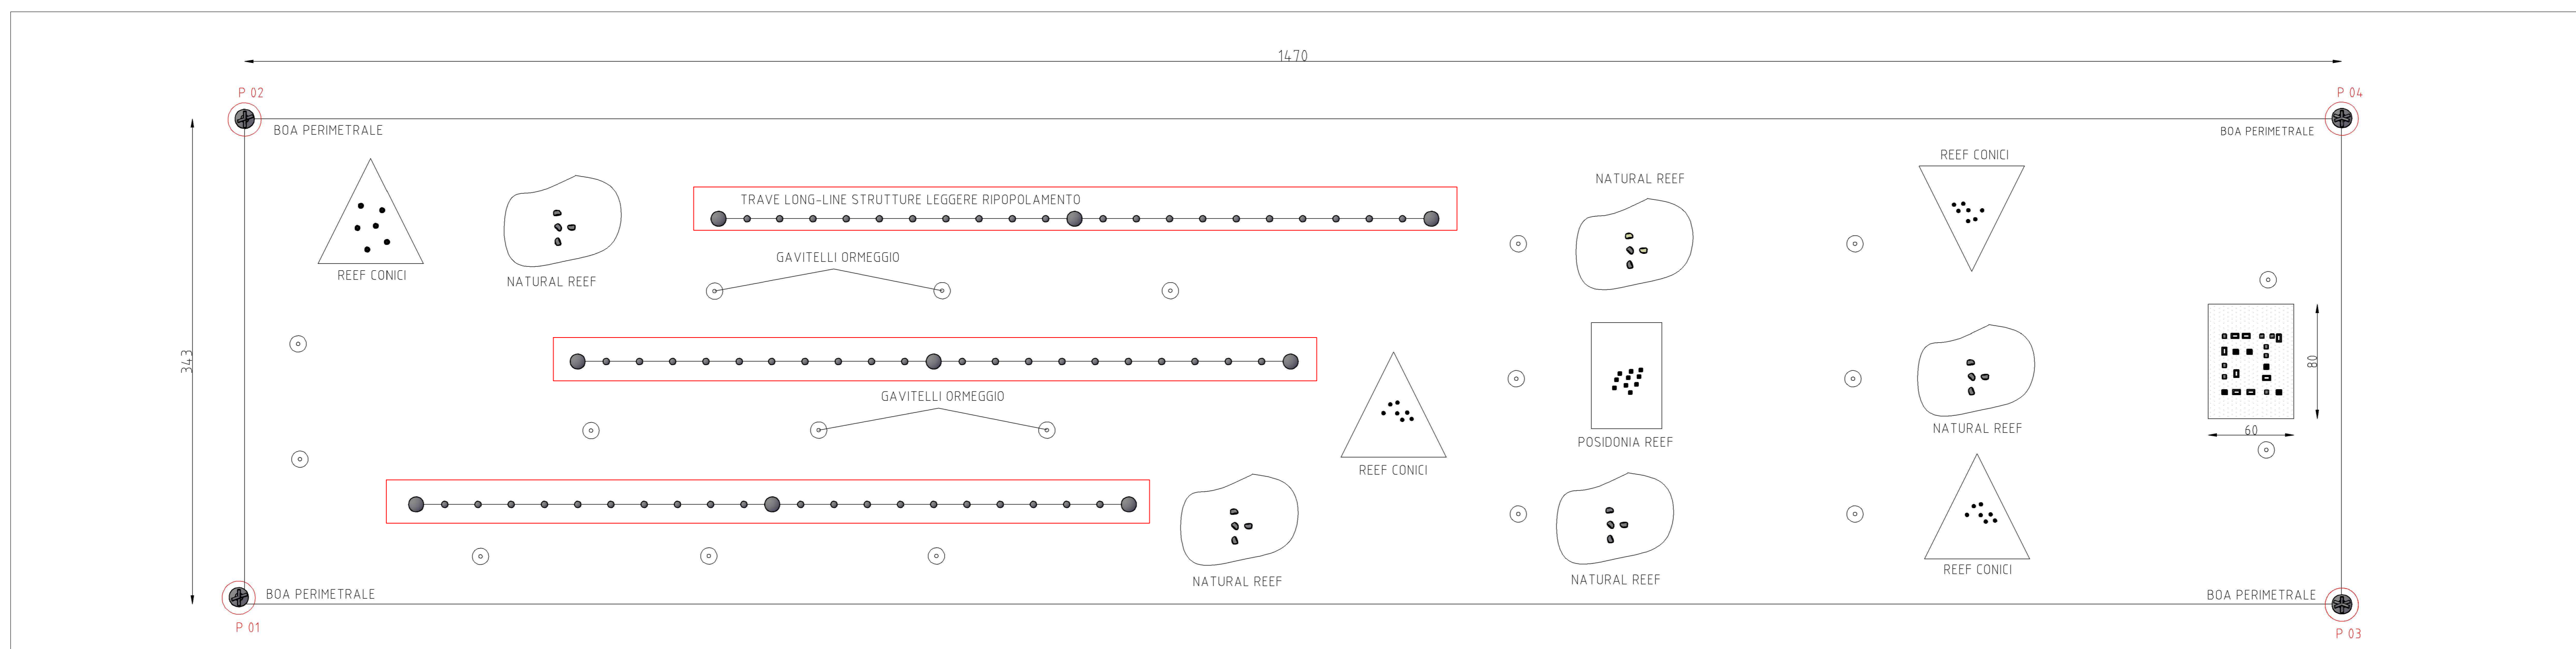 1470
P 02
P 04
BOA PERIMETRALE
BOA PERIMETRALE
REEF CONICI
NATURAL REEF
TRAVE LONG-LINE STRUTTURE LEGGERE RIPOPOLAMENTO
GAVITELLI ORMEGGIO
REEF CONICI
NATURAL REEF
343
80
GAVITELLI ORMEGGIO
NATURAL REEF
60
POSIDONIA REEF
REEF CONICI
REEF CONICI
NATURAL REEF
NATURAL REEF
BOA PERIMETRALE
BOA PERIMETRALE
P 01
P 03